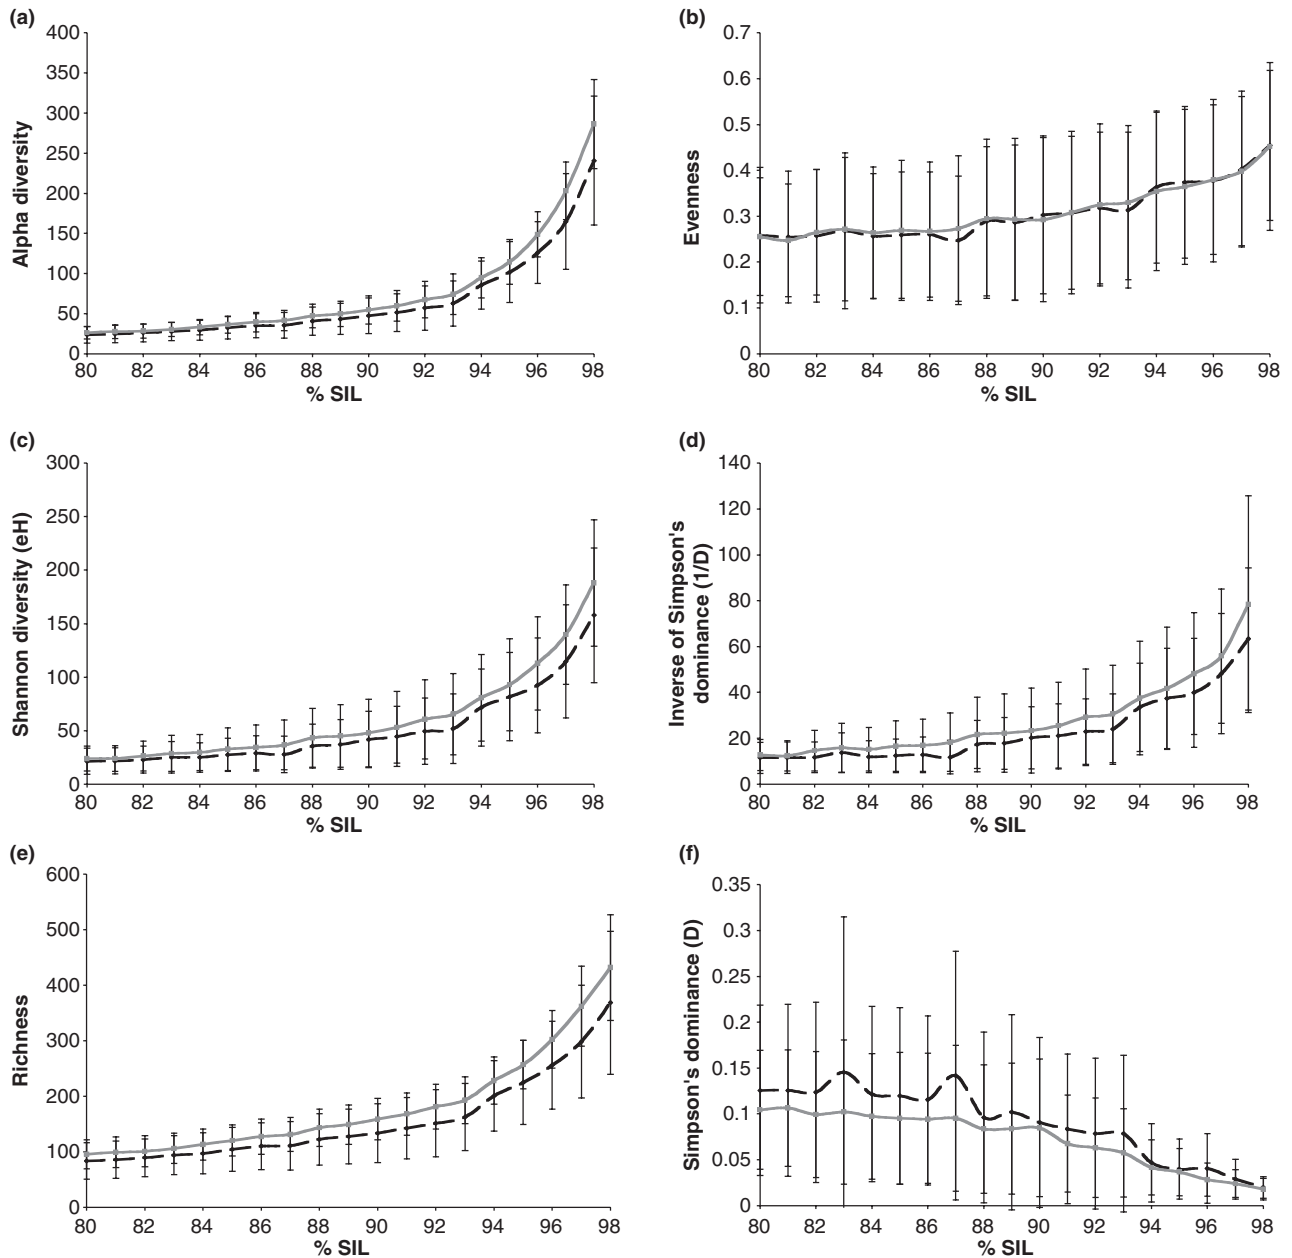 (a)
400
350
300
250
200
150
100
50
0
Alpha diversity
80 82 84 86 88 90 92 94 96 98
% SIL
(b)
0.7
0.6
0.5
0.4
0.3
0.2
0.1
0
Evenness
80 82 84 86 88 90 92 94 96 98
% SIL
(c)
300
250
200
150
100
50
0
Shannon diversity (eH)
80 82 84 86 88 90 92 94 96 98
% SIL
(d)
140
120
100
80
60
40
20
0
Inverse of Simpson's
dominance (1/D)
80 82 84 86 88 90 92 94 96 98
% SIL
(e)
600
500
400
300
200
100
0
Richness
80 82 84 86 88 90 92 94 96 98
% SIL
(f)
0.35
0.3
0.25
0.2
0.15
0.1
0.05
0
Simpson's dominance (D)
80 82 84 86 88 90 92 94 96 98
% SIL